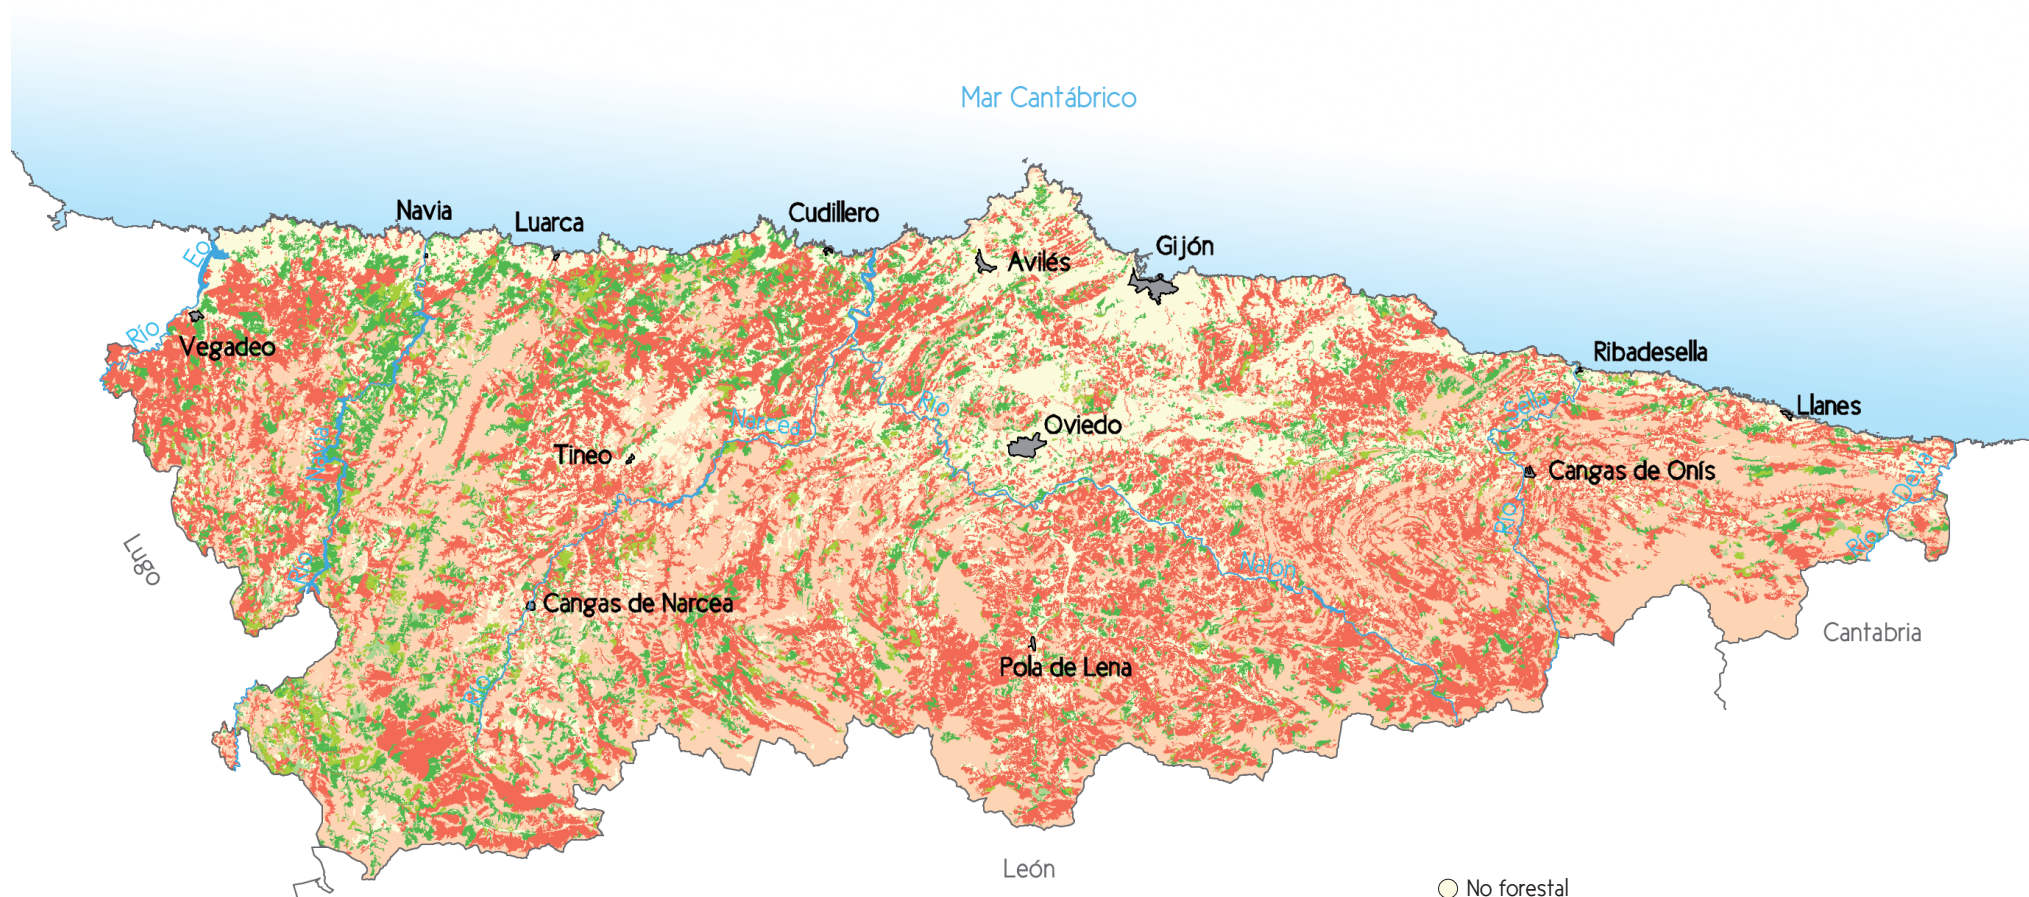 Mar Cantábrico
Navia
Luarca
Cudillero
Gijón
Avilés
Eo
Río
Vegadeo
Ribadesella
Llanes
Sella
Río
Narcea
Oviedo
Tineo
Cangas de Onís
Navia
Deva
Río
Río
Lugo
Río
Nalón
Cangas de Narcea
Cantabria
Pola de Lena
Río
León
No forestal